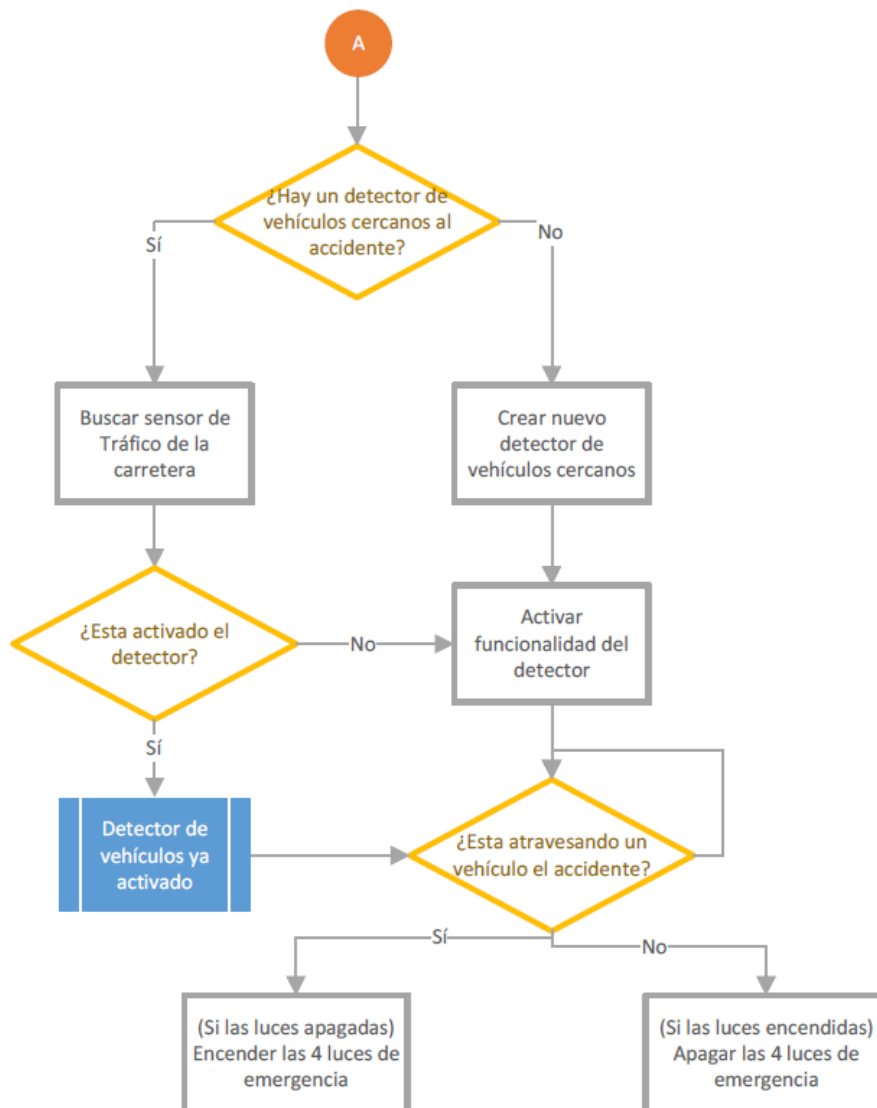 A
¿Hay un detector de
vehículos cercanos al
accidente?
Sí
No
Buscar sensor de
Tráfico de la
carretera
Crear nuevo
detector de
vehículos cercanos
¿Esta activado el
detector?
No
Activar
funcionalidad del
detector
Sí
Detector de
vehículos ya
activado
¿Esta atravesando un
vehículo el accidente?
Sí
No
(Si las luces apagadas)
Encender las 4 luces de
emergencia
(Si las luces encendidas)
Apagar las 4 luces de
emergencia